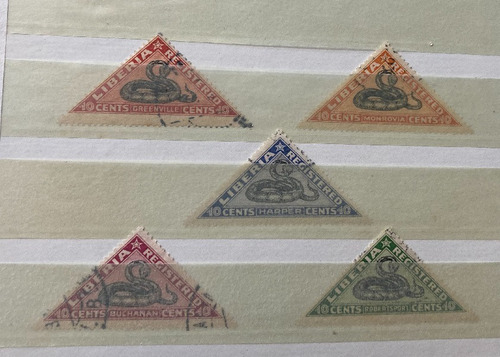 LIBERIA ★ REGISTERED
10 CENTS GREENVILLE CENTS 10
LIBERIA ★ REGISTERED
10 CENTS MONROVIA CENTS 10
LIBERIA ★ REGISTERED
10 CENTS HARPER CENTS 10
LIBERIA ★ REGISTERED
10 CENTS BUCHANAN CENTS 10
LIBERIA ★ REGISTERED
10 CENTS ROBERTSPORT CENTS 10